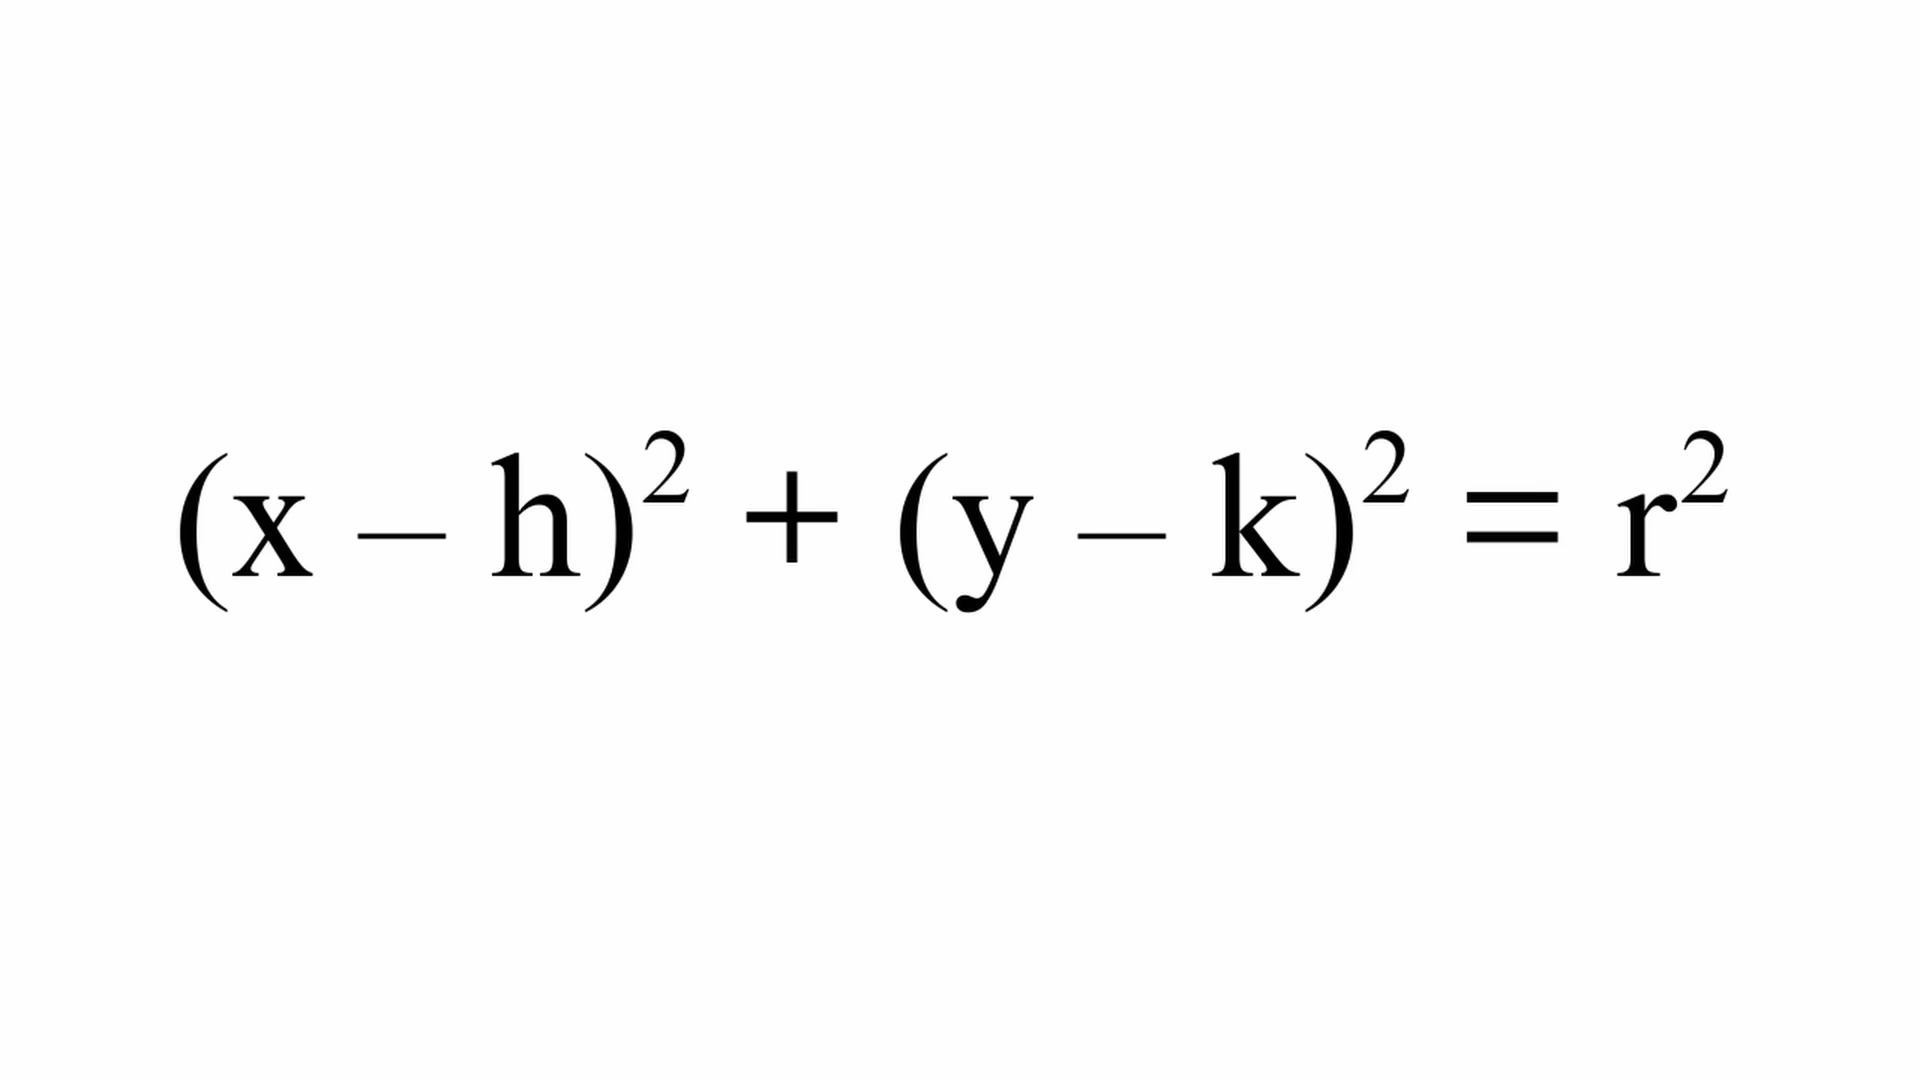 (x – h)² + (y – k)² = r²